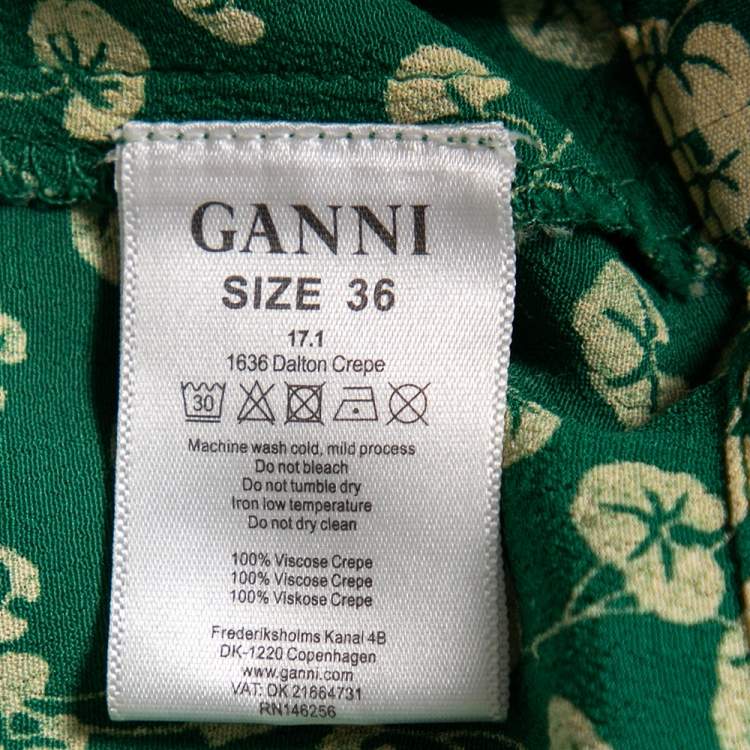 GANNI
SIZE 36
17.1
1636 Dalton Crepe
30
Machine wash cold, mild process
Do not bleach
Do not tumble dry
Iron low temperature
Do not dry clean
100% Viscose Crepe
100% Viscose Crepe
100% Viskose Crepe
Frederiksholms Kanal 4B
DK-1220 Copenhagen
www.ganni.com
VAT: DK 21664731
RN146256